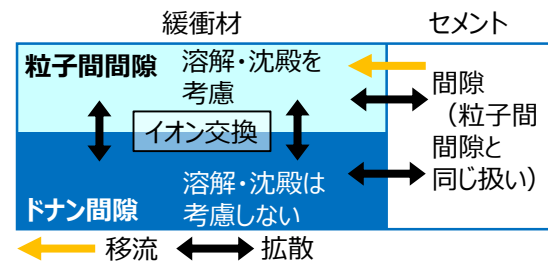 緩衝材
セメント
粒子間間隙
溶解・沈殿を
考慮
イオン交換
溶解・沈殿は
考慮しない
ドナン間隙
間隙
（粒子間
間隙と
同じ扱い）
移流
拡散